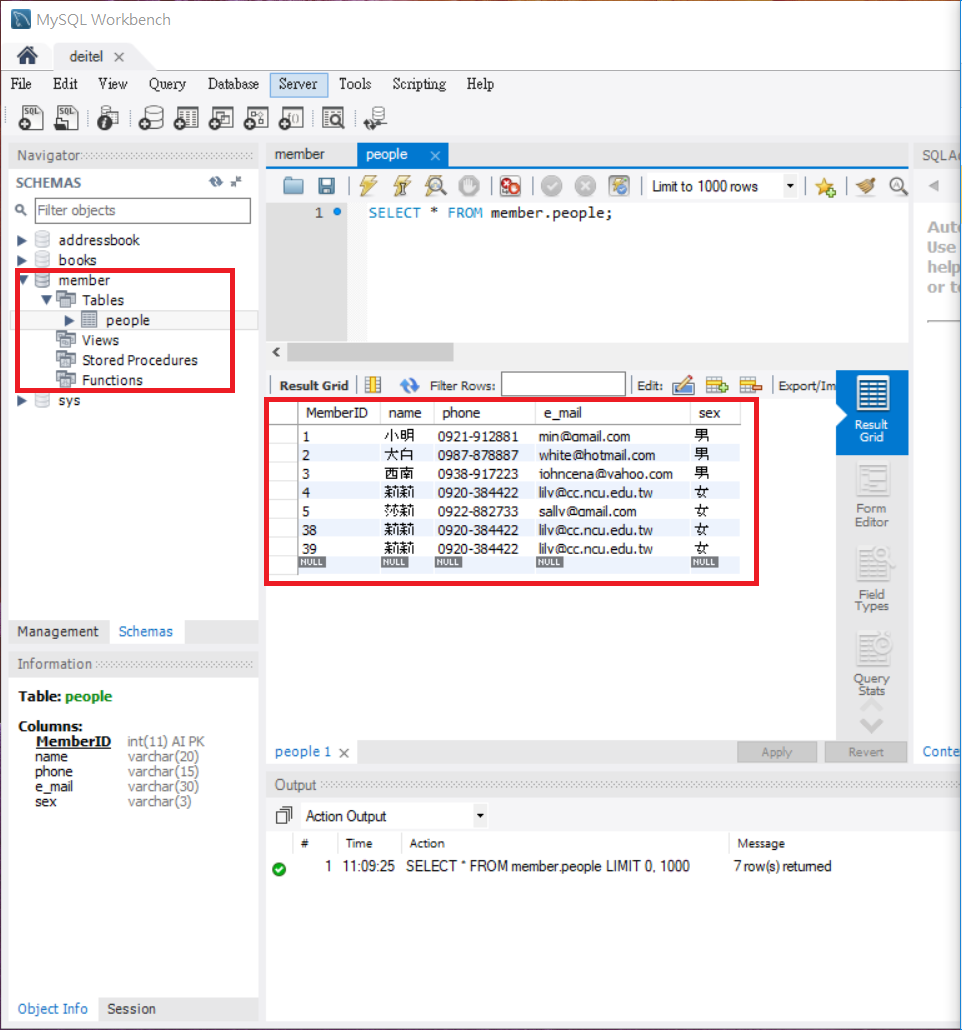 MySQL Workbench
deitel
File Edit View Query Database Server Tools Scripting Help
Navigator
SCHEMAS
Filter objects
addressbook
books
member
Tables
people
Views
Stored Procedures
Functions
sys
Management Schemas
Information
Table: people
Columns:
MemberID int(11) AI PK
name varchar(20)
phone varchar(15)
e_mail varchar(30)
sex varchar(3)
Object Info Session
member people
Limit to 1000 rows
1 SELECT * FROM member.people;
Result Grid Filter Rows: Edit: Export/Im
MemberID name phone e_mail sex
1 小明 0921-912881 min@gmail.com 男
2 大白 0987-878887 white@hotmail.com 男
3 西南 0938-917223 johncena@yahoo.com 男
4 莉莉 0920-384422 lily@cc.ncu.edu.tw 女
5 莎莉 0922-882733 sally@gmail.com 女
38 莉莉 0920-384422 lily@cc.ncu.edu.tw 女
39 莉莉 0920-384422 lily@cc.ncu.edu.tw 女
NULL NULL NULL NULL NULL
Result
Grid
Form
Editor
Field
Types
Query
Stats
people 1 Apply Revert
SQLAd
Auto
Use
help
or to
Conte
Output
Action Output
# Time Action Message
1 11:09:25 SELECT * FROM member.people LIMIT 0, 1000 7 row(s) returned